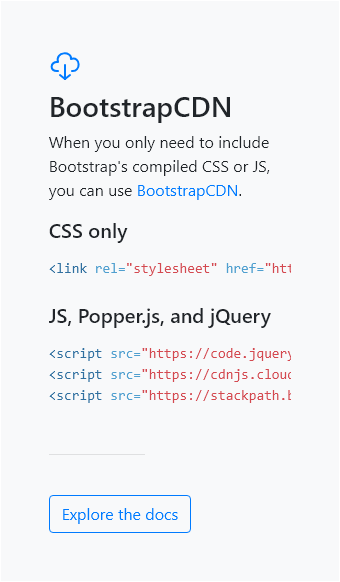 BootstrapCDN
When you only need to include
Bootstrap's compiled CSS or JS,
you can use BootstrapCDN.
CSS only
<link rel="stylesheet" href="htt
JS, Popper.js, and jQuery
<script src="https://code.jquery
<script src="https://cdnjs.cloud
<script src="https://stackpath.b
Explore the docs